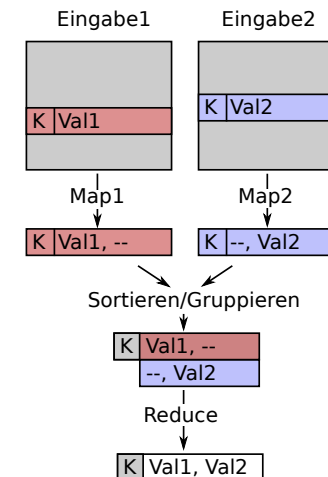 Eingabe1 Eingabe2
K Val1 K Val2
Map1 Map2
K Val1, -- K --, Val2
Sortieren/Gruppieren
K Val1, --
--, Val2
Reduce
K Val1, Val2